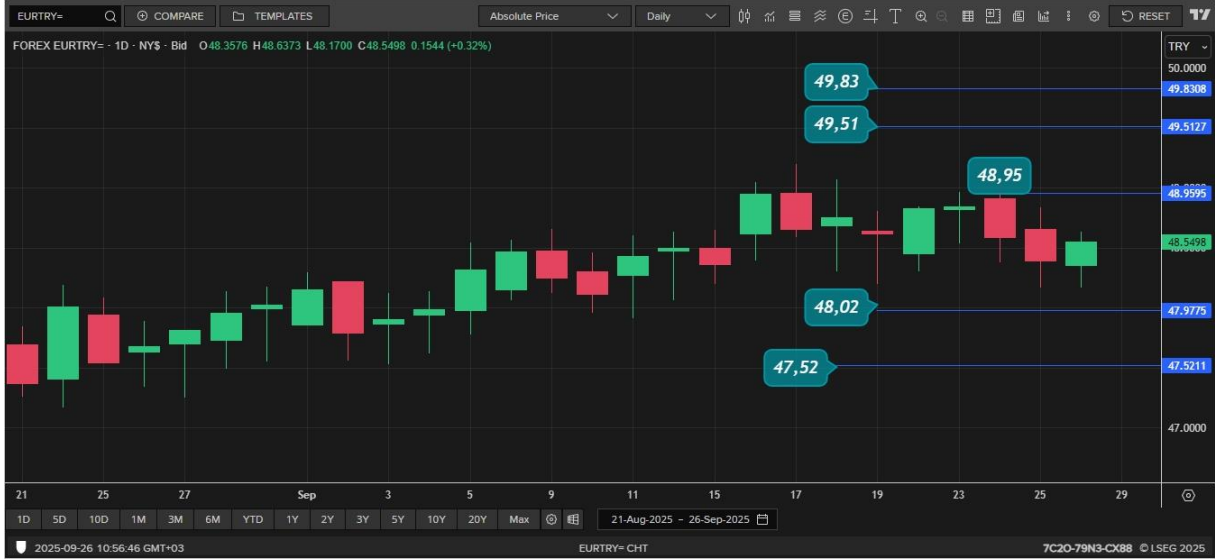 EURTRY= COMPARE TEMPLATES Absolute Price Daily RESET
FOREX EURTRY= - 1D - NY$ - Bid O48.3576 H48.6373 L48.1700 C48.5498 0.1544 (+0.32%)
TRY
50.0000
49,83
49.8308
49,51
49.5127
48,95
48.9595
48.5498
48,02
47.9775
47,52
47.5211
47.0000
21 25 27 Sep 3 5 9 11 15 17 19 23 25 29
1D 5D 10D 1M 3M 6M YTD 1Y 2Y 3Y 5Y 10Y 20Y Max 21-Aug-2025 - 26-Sep-2025
2025-09-26 10:56:46 GMT+03 EURTRY= CHT 7C2O-79N3-CX88 © LSEG 2025